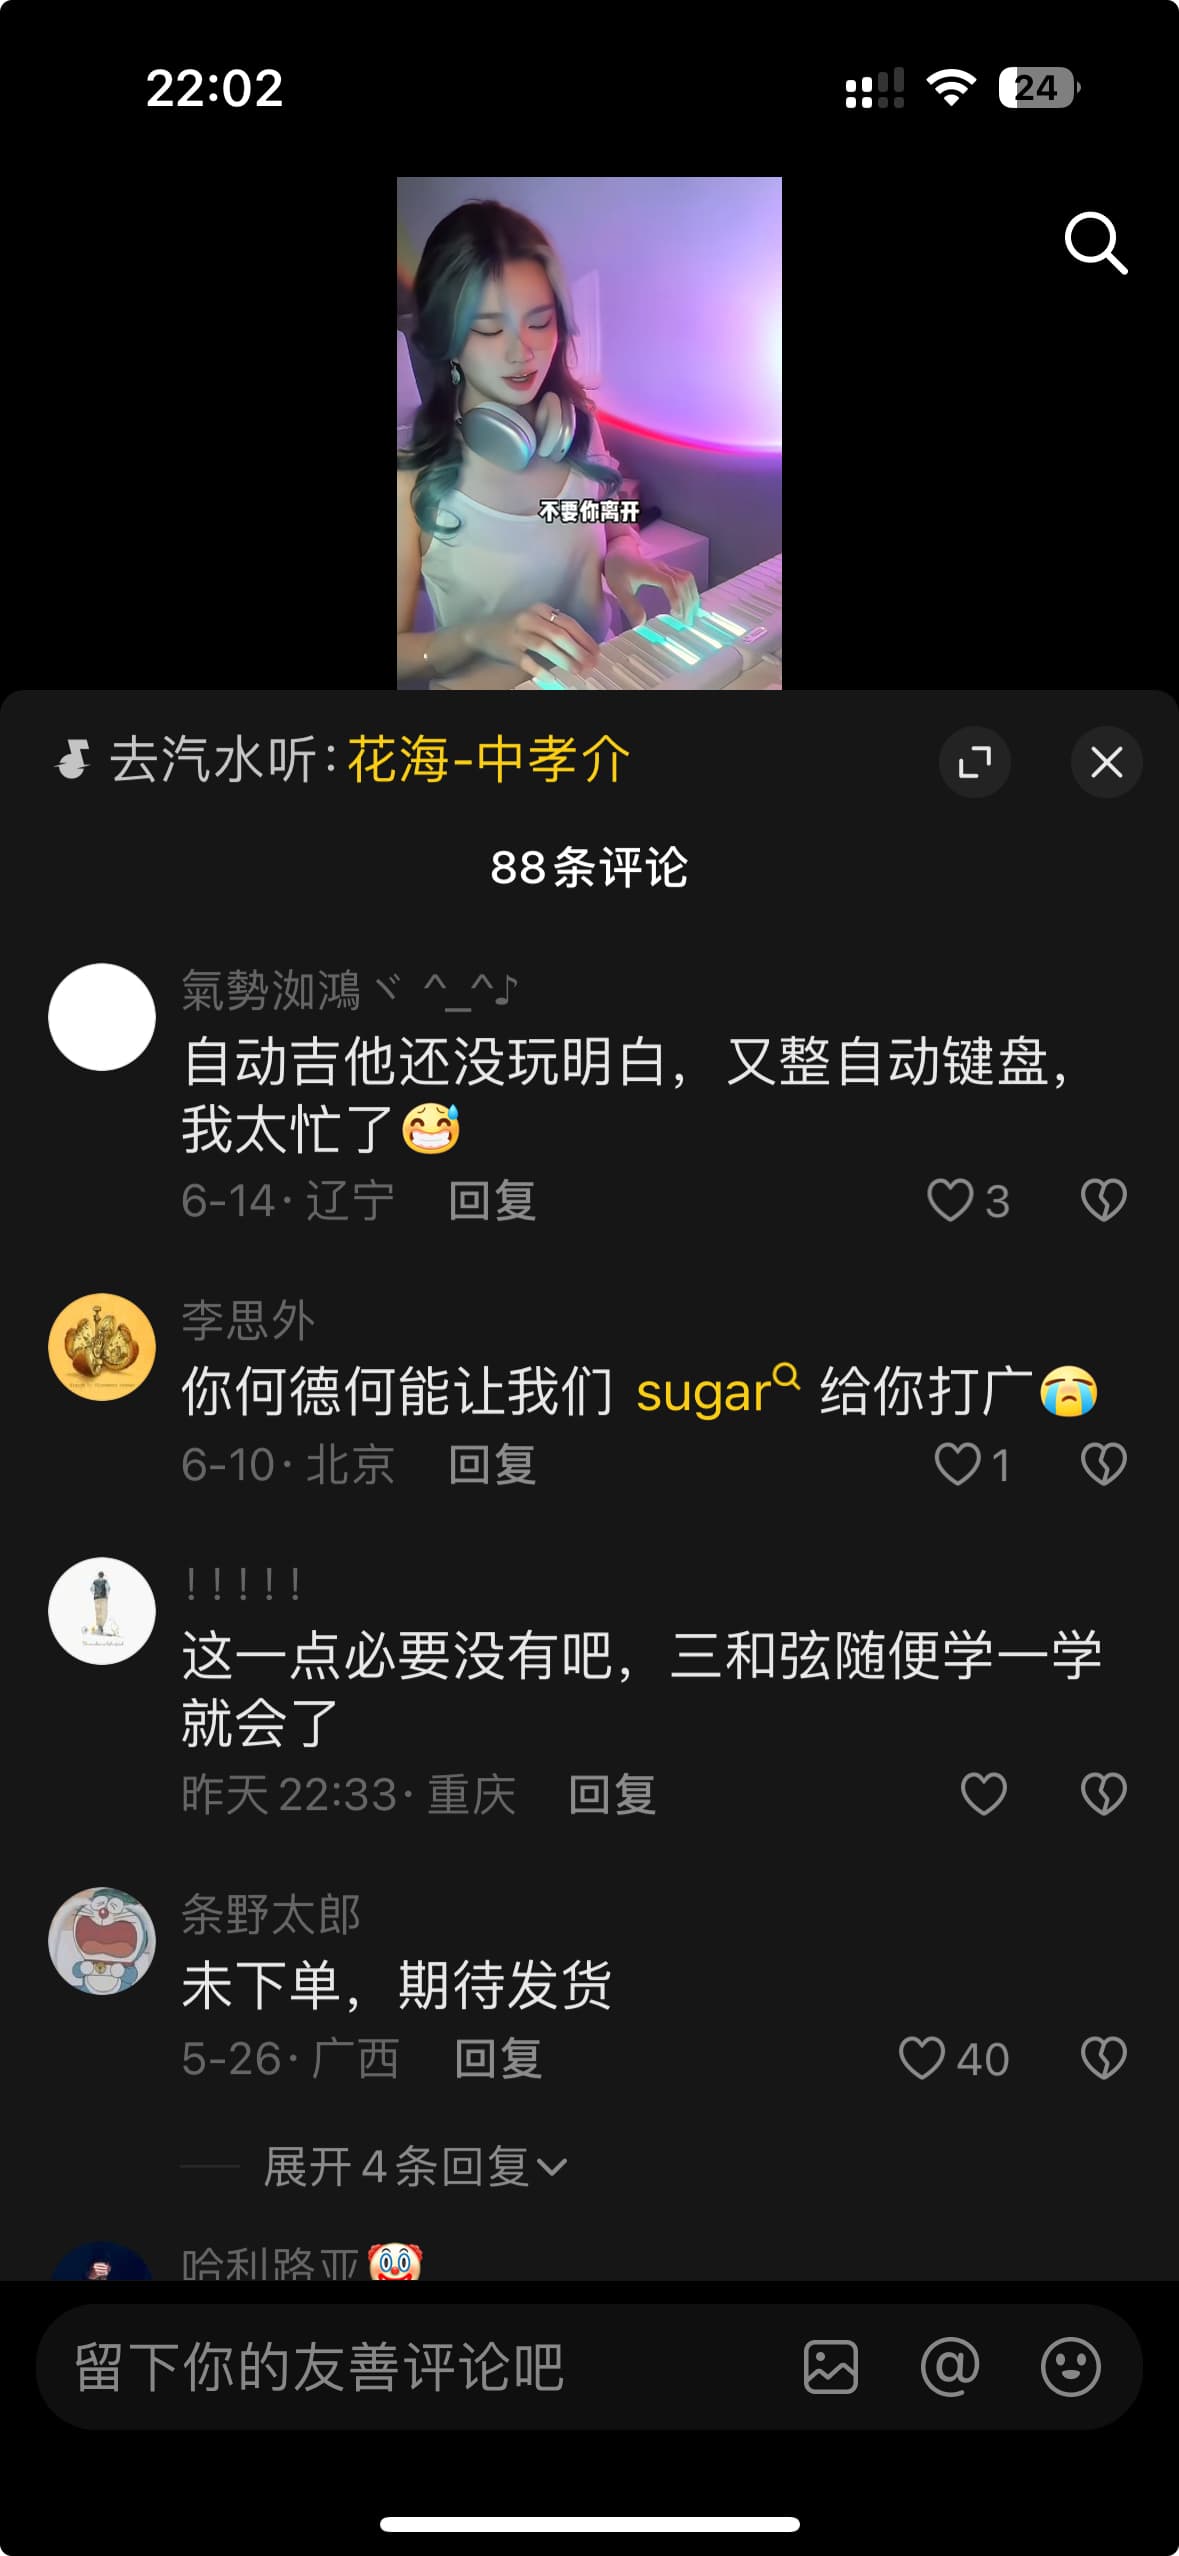 22:02
24
不要你离开
去汽水听:花海-中孝介
88条评论
氣勢洳鴻ヾ ^_^♪
自动吉他还没玩明白，又整自动键盘，
我太忙了😅
6-14·辽宁 回复
3
李思外
你何德何能让我们 sugar 给你打广😭
6-10·北京 回复
1
! ! ! ! !
这一点必要没有吧，三和弦随便学一学
就会了
昨天22:33·重庆 回复
条野太郎
未下单，期待发货
5-26·广西 回复
40
展开4条回复
哈利路亚🤡
留下你的友善评论吧